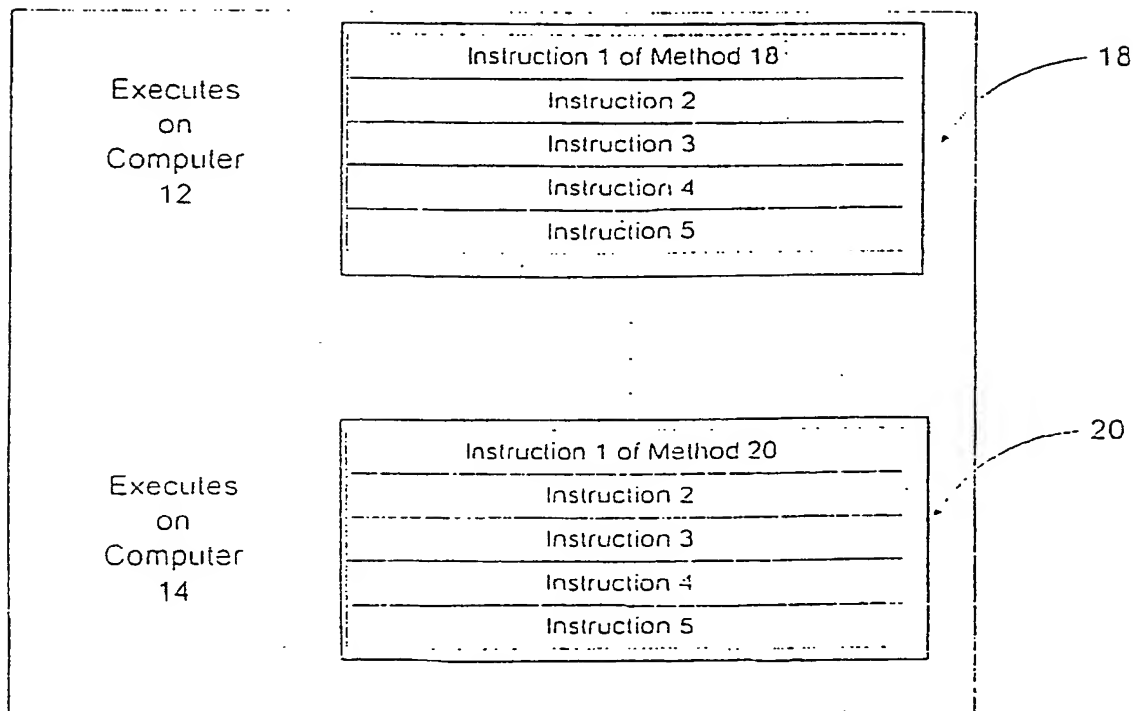 Instruction 1 of Method 18
Executes
on
Computer
12
Instruction 2
Instruction 3
Instruction 4
Instruction 5
18
Instruction 1 of Method 20
Executes
on
Computer
14
Instruction 2
Instruction 3
Instruction 4
Instruction 5
20